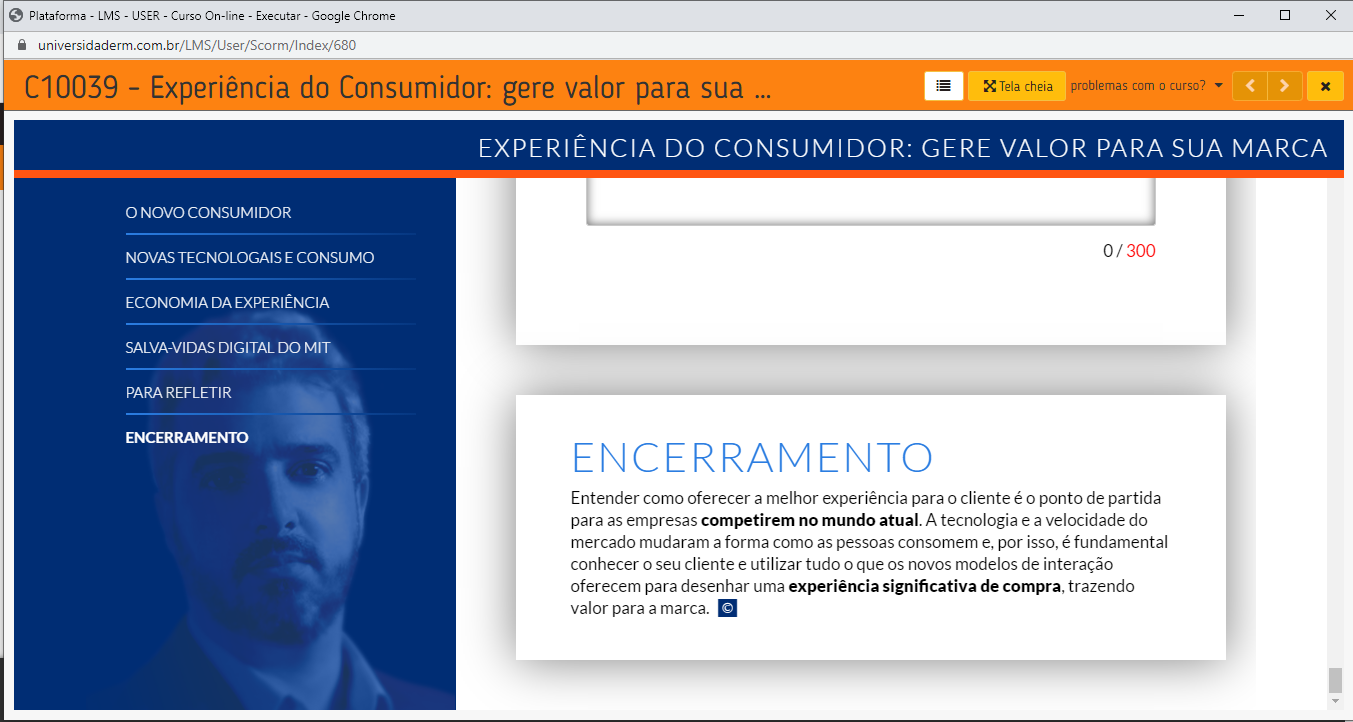 Plataforma - LMS - USER - Curso On-line - Executar - Google Chrome
universidaderm.com.br/LMS/User/Scorm/Index/680
C10039 - Experiência do Consumidor: gere valor para sua ...
Tela cheia
problemas com o curso?
EXPERIÊNCIA DO CONSUMIDOR: GERE VALOR PARA SUA MARCA
O NOVO CONSUMIDOR
NOVAS TECNOLOGAIS E CONSUMO
ECONOMIA DA EXPERIÊNCIA
SALVA-VIDAS DIGITAL DO MIT
PARA REFLETIR
ENCERRAMENTO
0 / 300
ENCERRAMENTO
Entender como oferecer a melhor experiência para o cliente é o ponto de partida
para as empresas competirem no mundo atual. A tecnologia e a velocidade do
mercado mudaram a forma como as pessoas consomem e, por isso, é fundamental
conhecer o seu cliente e utilizar tudo o que os novos modelos de interação
oferecem para desenhar uma experiência significativa de compra, trazendo
valor para a marca. ©